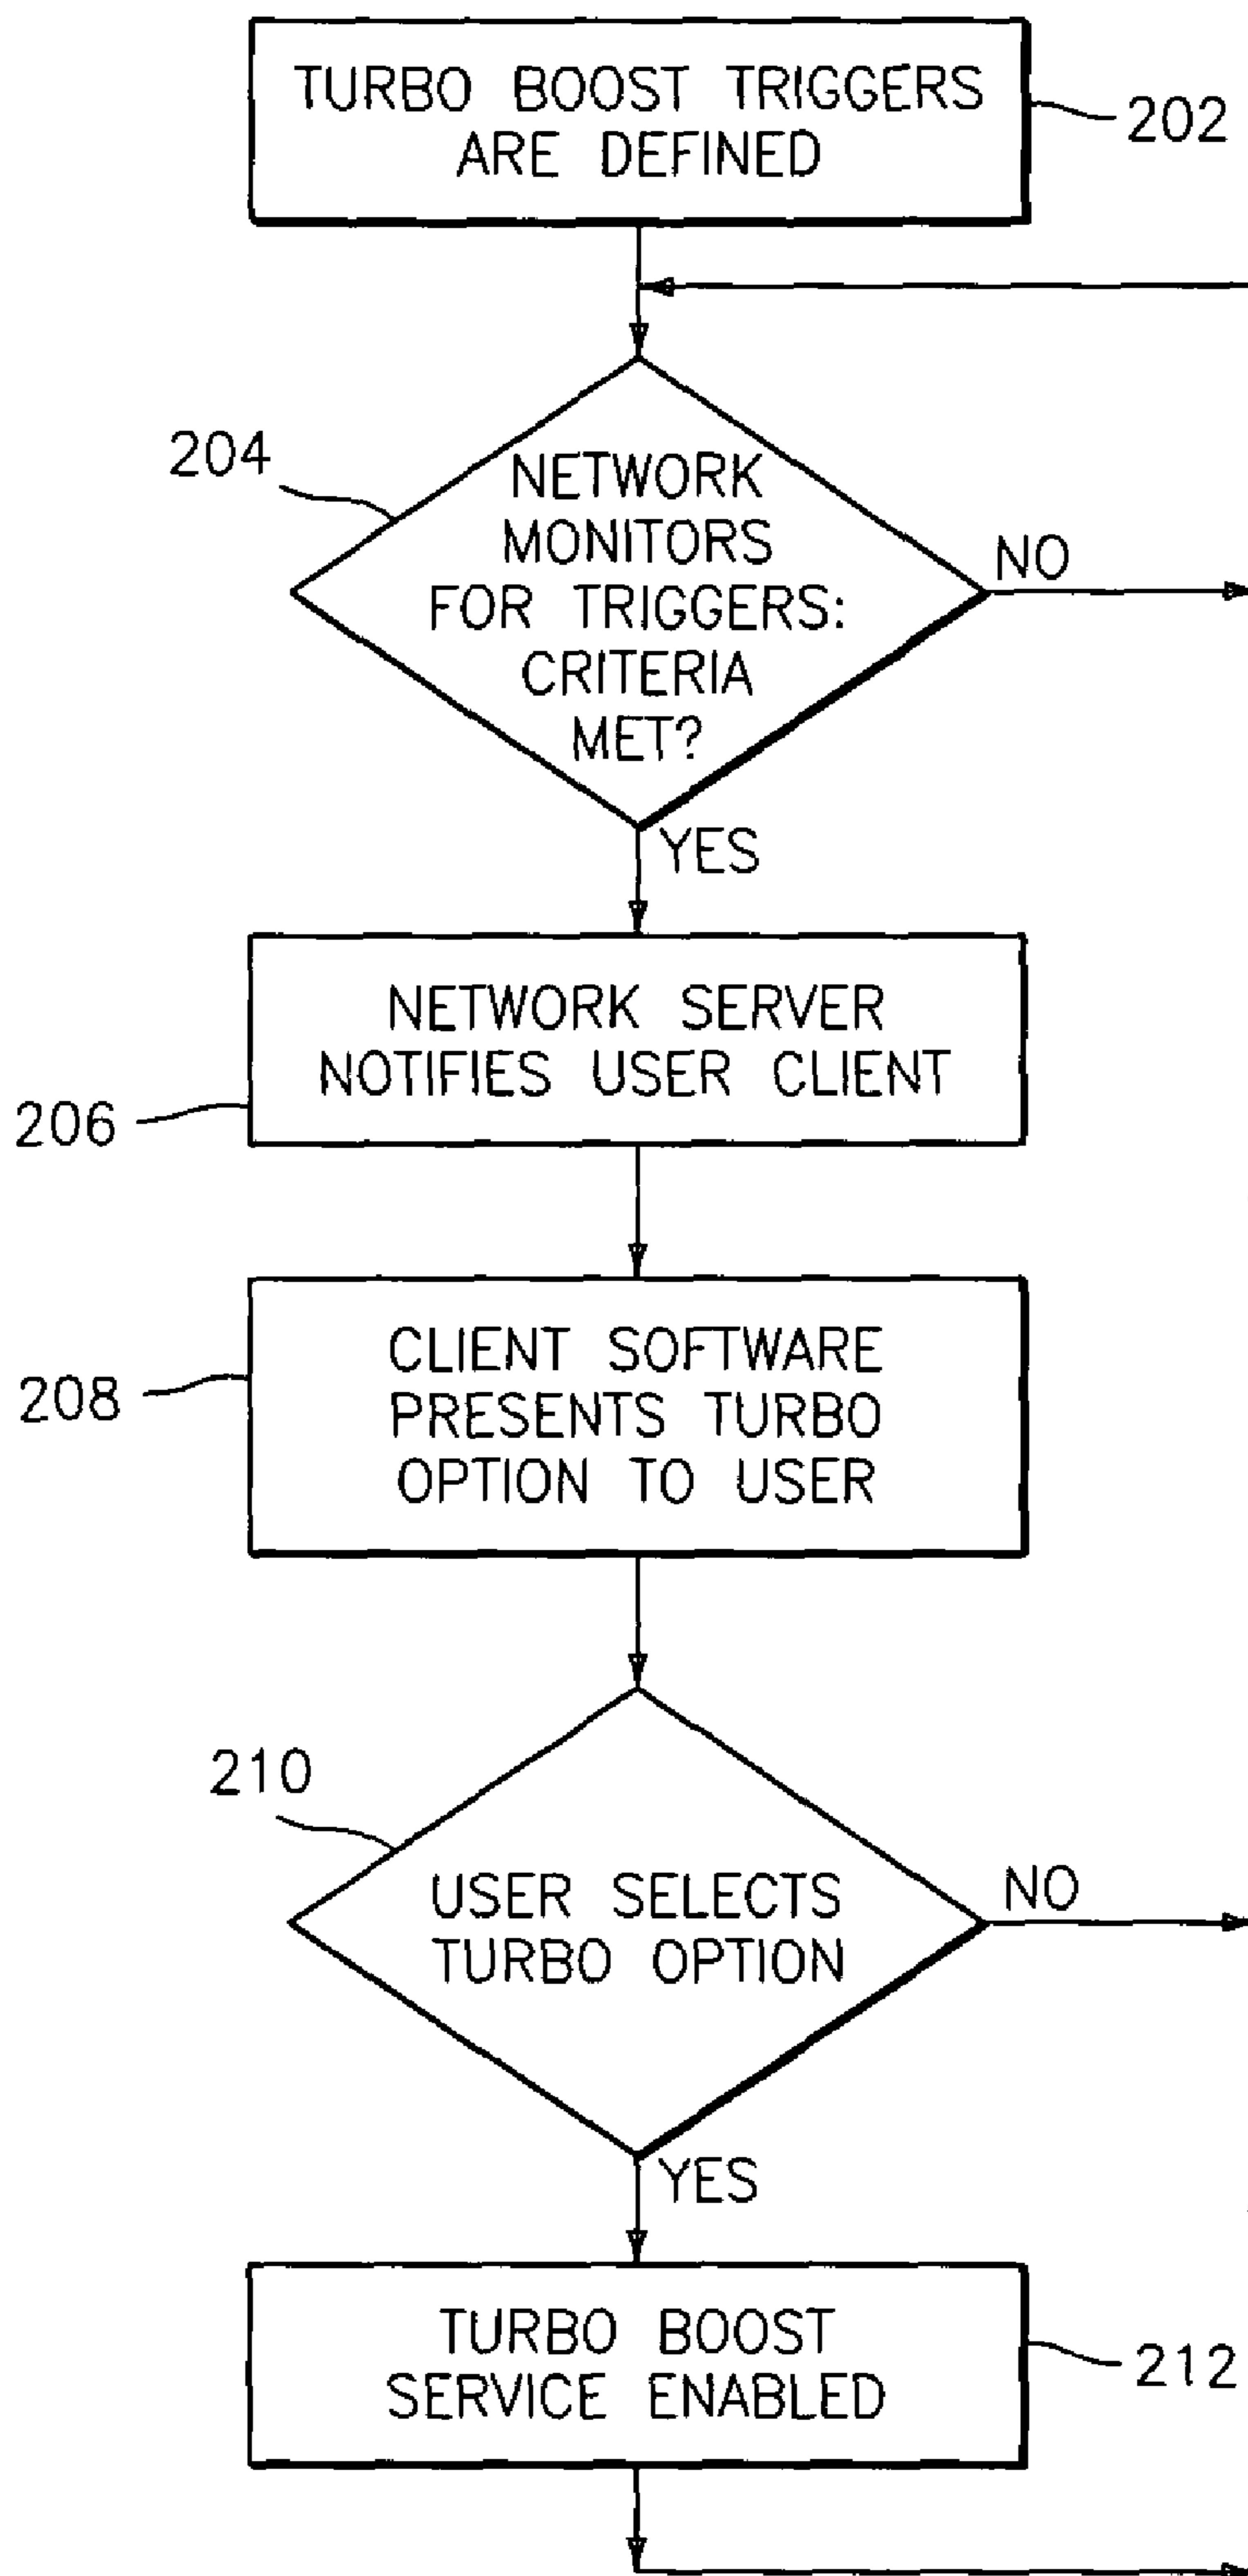 TURBO BOOST TRIGGERS
ARE DEFINED
202
204
NETWORK
MONITORS
FOR TRIGGERS:
CRITERIA
MET?
NO
YES
NETWORK SERVER
NOTIFIES USER CLIENT
206
CLIENT SOFTWARE
PRESENTS TURBO
OPTION TO USER
208
210
USER SELECTS
TURBO OPTION
NO
YES
TURBO BOOST
SERVICE ENABLED
212